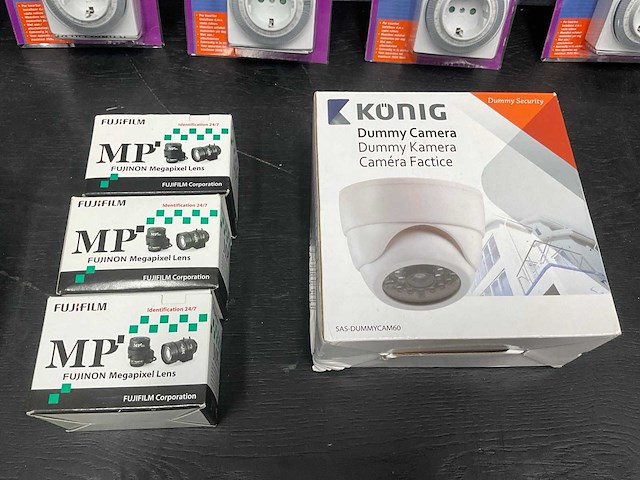 FUJIFILM
Identification 24/7
MP
FUJINON Megapixel Lens
FUJIFILM Corporation
FUJIFILM
Identification 24/7
MP
FUJINON Megapixel Lens
FUJIFILM Corporation
FUJIFILM
Identification 24/7
MP
FUJINON Megapixel Lens
FUJIFILM Corporation
KÖNIG
Dummy Security
Dummy Camera
Dummy Kamera
Caméra Factice
SAS-DUMMYCAM60